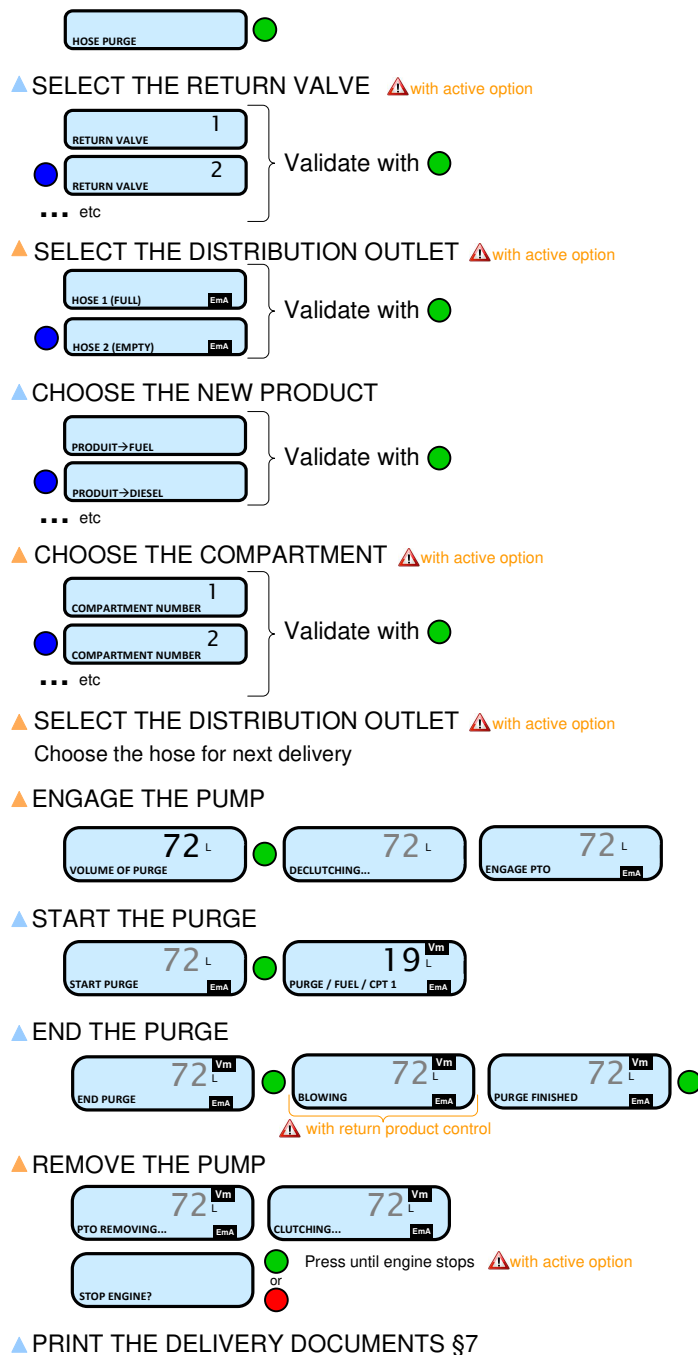 HOSE PURGE
SELECT THE RETURN VALVE with active option
1
RETURN VALVE
2
RETURN VALVE
Validate with
... etc
SELECT THE DISTRIBUTION OUTLET with active option
HOSE 1 (FULL) EmA
HOSE 2 (EMPTY) EmA
Validate with
CHOOSE THE NEW PRODUCT
PRODUIT→FUEL
PRODUIT→DIESEL
Validate with
... etc
CHOOSE THE COMPARTMENT with active option
1
COMPARTMENT NUMBER
2
COMPARTMENT NUMBER
Validate with
... etc
SELECT THE DISTRIBUTION OUTLET with active option
Choose the hose for next delivery
ENGAGE THE PUMP
72 L
VOLUME OF PURGE
72 L
DECLUTCHING...
72 L
ENGAGE PTO EmA
START THE PURGE
72 L
START PURGE EmA
19 L Vm
PURGE / FUEL / CPT 1 EmA
END THE PURGE
72 L Vm
END PURGE EmA
72 L Vm
BLOWING EmA
72 L Vm
PURGE FINISHED EmA
with return product control
REMOVE THE PUMP
72 L Vm
PTO REMOVING... EmA
72 L Vm
CLUTCHING... EmA
STOP ENGINE?
Press until engine stops with active option
or
PRINT THE DELIVERY DOCUMENTS §7